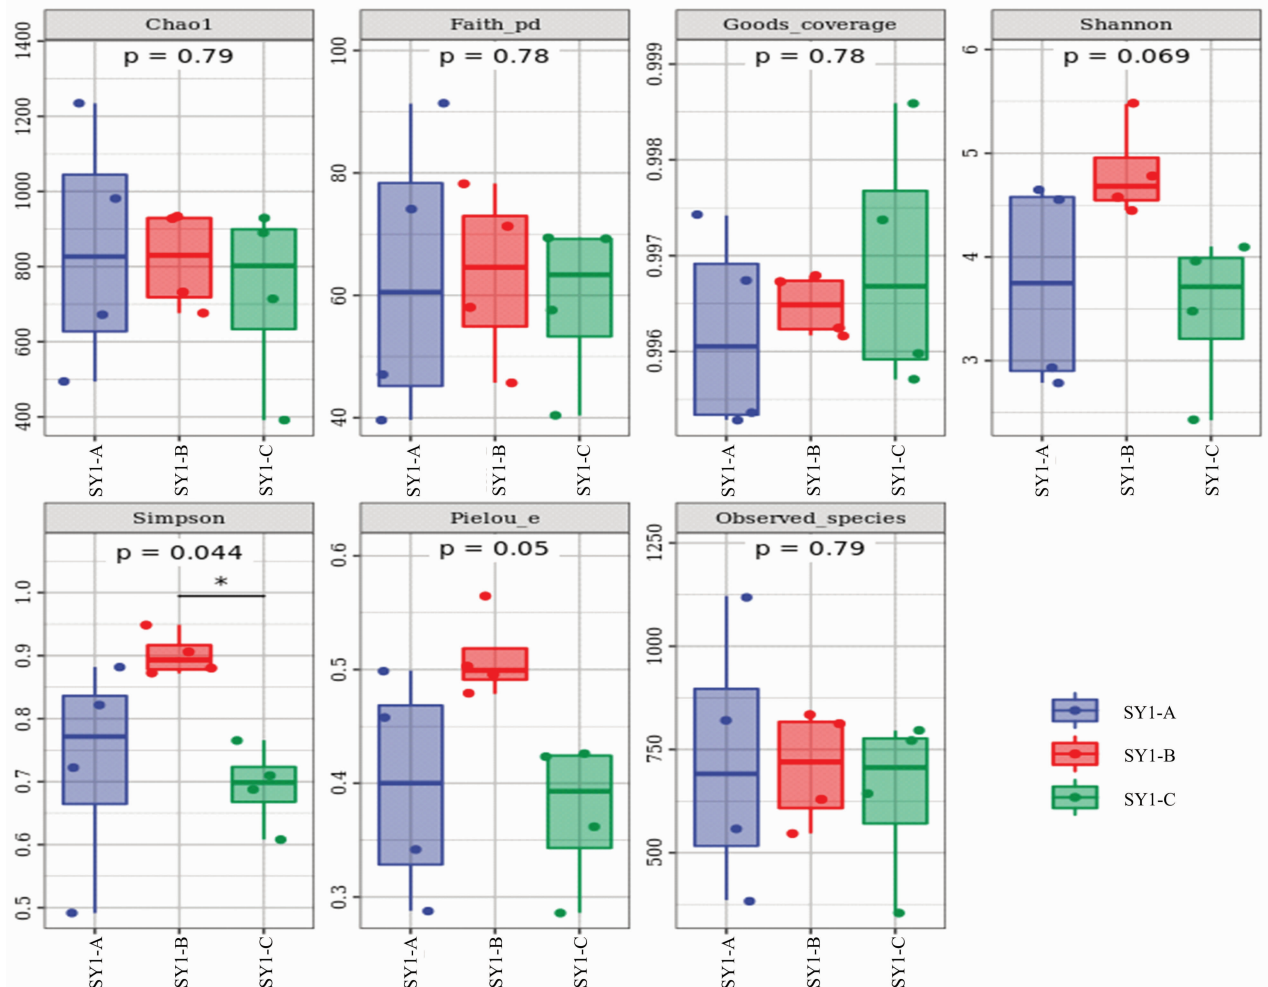 Chao1
p = 0.79
1400
1200
1000
800
600
400
SY1-A
SY1-B
SY1-C
Faith_pd
p = 0.78
100
80
60
40
SY1-A
SY1-B
SY1-C
Goods_coverage
p = 0.78
0.999
0.998
0.997
0.996
SY1-A
SY1-B
SY1-C
Shannon
p = 0.069
6
5
4
3
SY1-A
SY1-B
SY1-C
Simpson
p = 0.044
*
1.0
0.9
0.8
0.7
0.6
0.5
SY1-A
SY1-B
SY1-C
Pielou_e
p = 0.05
0.6
0.5
0.4
0.3
SY1-A
SY1-B
SY1-C
Observed_species
p = 0.79
1250
1000
750
500
SY1-A
SY1-B
SY1-C
SY1-A
SY1-B
SY1-C